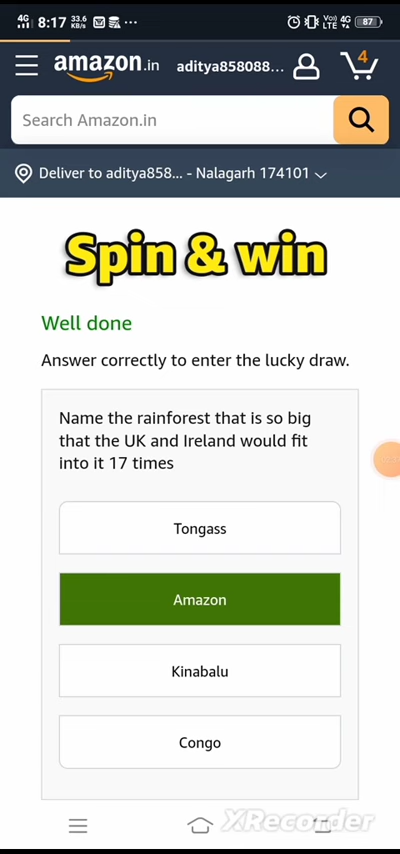 4G 8:17 33.6 KB/s ... Vo) LTE 4G 87
amazon.in aditya858088... 4
Search Amazon.in
Deliver to aditya858... - Nalagarh 174101
Spin & win
Well done
Answer correctly to enter the lucky draw.
Name the rainforest that is so big
that the UK and Ireland would fit
into it 17 times
Tongass
Amazon
Kinabalu
Congo
XRecorder